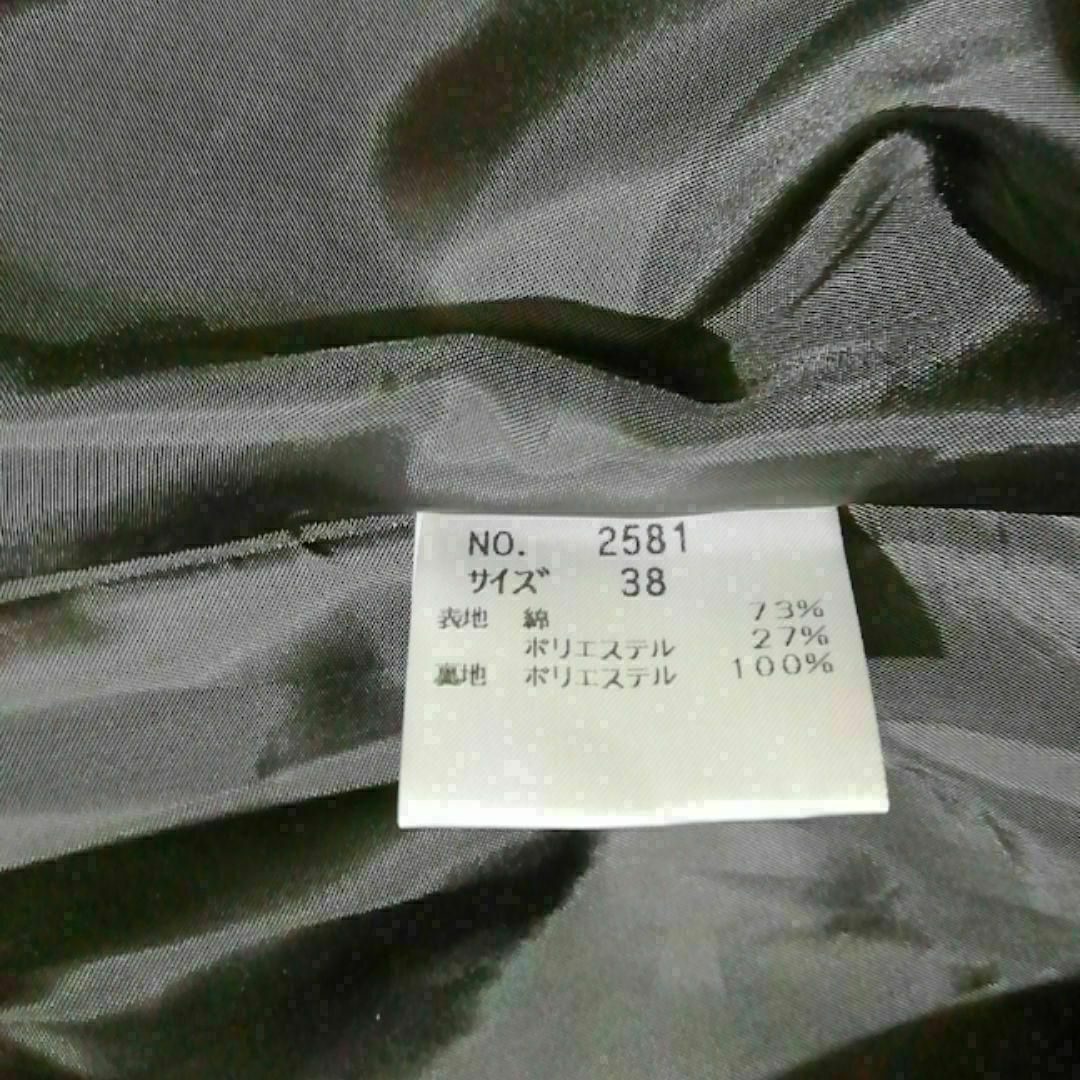 NO. 2581
サイズ 38
表地 綿 73%
ポリエステル 27%
裏地 ポリエステル 100%